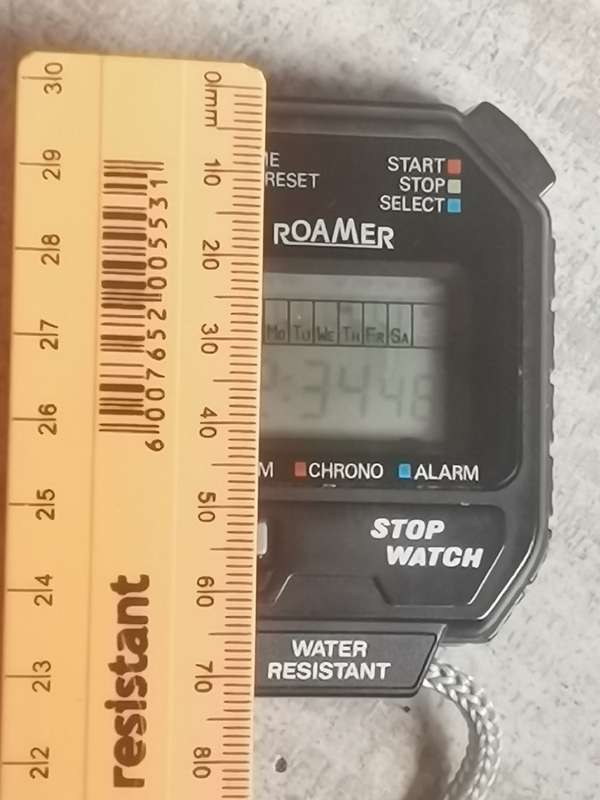 30
29
28
27
26
25
24
23
22
0mm
10
20
30
40
50
60
70
80
6007652005531
resistant
RESET
START
STOP
SELECT
ROAMER
Mo Tu We Th Fr Sa
:3448
CHRONO ALARM
STOP
WATCH
WATER
RESISTANT